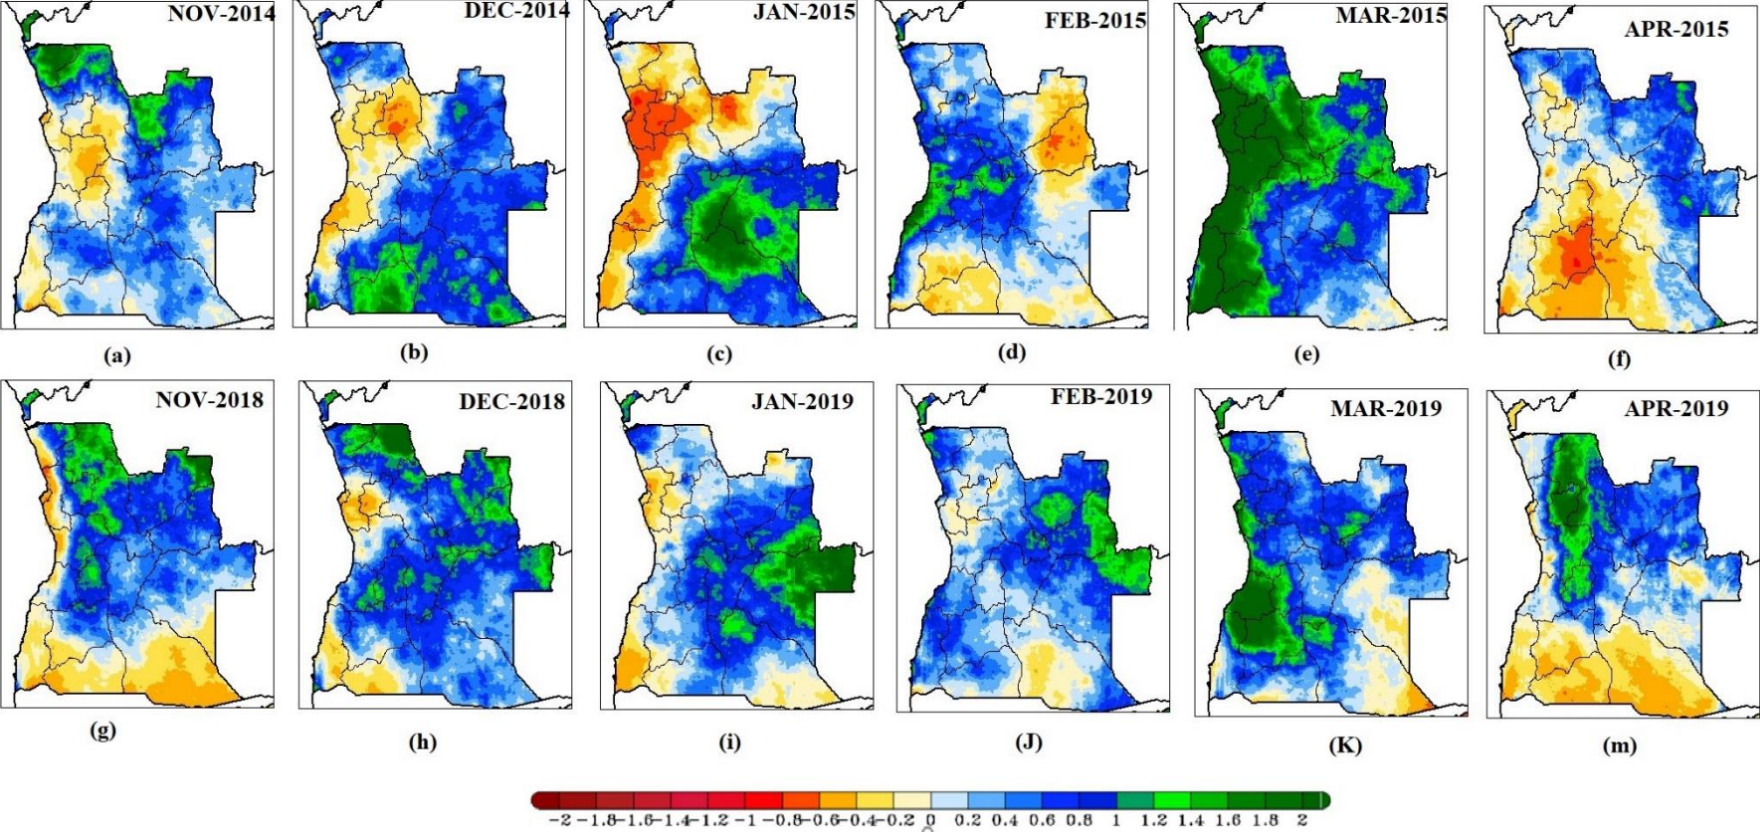 NOV-2014 DEC-2014 JAN-2015 FEB-2015 MAR-2015 APR-2015
(a) (b) (c) (d) (e) (f)
NOV-2018 DEC-2018 JAN-2019 FEB-2019 MAR-2019 APR-2019
(g) (h) (i) (J) (K) (m)
-2 -1.8 -1.6 -1.4 -1.2 -1 -0.8 -0.6 -0.4 -0.2 0 0.2 0.4 0.6 0.8 1 1.2 1.4 1.6 1.8 2